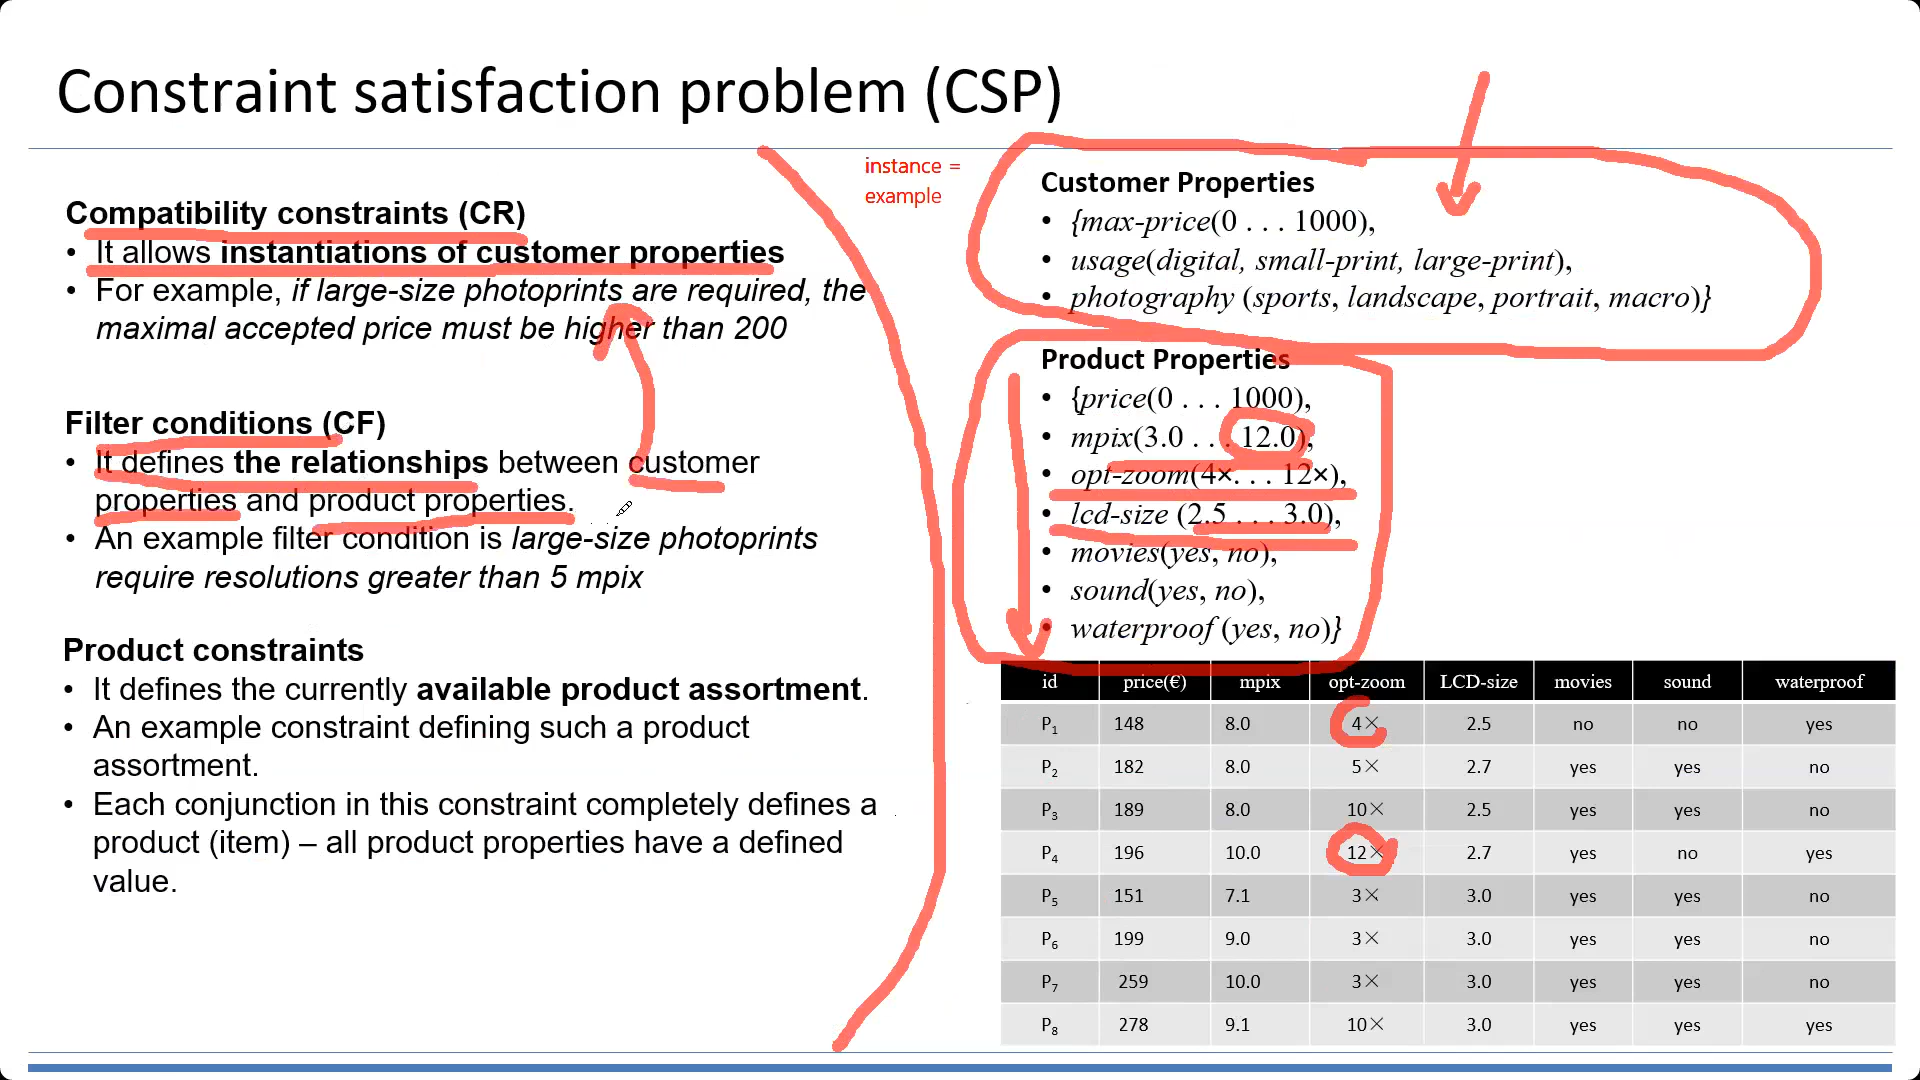 Constraint satisfaction problem (CSP)
Compatibility constraints (CR)
• It allows instantiations of customer properties
• For example, if large-size photoprints are required, the
maximal accepted price must be higher than 200
Filter conditions (CF)
• It defines the relationships between customer
properties and product properties.
• An example filter condition is large-size photoprints
require resolutions greater than 5 mpix
Product constraints
• It defines the currently available product assortment.
• An example constraint defining such a product
assortment.
• Each conjunction in this constraint completely defines a
product (item) – all product properties have a defined
value.
instance =
example
Customer Properties
• {max-price(0 . . . 1000),
• usage(digital, small-print, large-print),
• photography (sports, landscape, portrait, macro)}
Product Properties
• {price(0 . . . 1000),
• mpix(3.0 . . . 12.0),
• opt-zoom(4×. . . 12×),
• lcd-size (2.5 . . . 3.0),
• movies(yes, no),
• sound(yes, no),
• waterproof (yes, no)}
id price(€) mpix opt-zoom LCD-size movies sound waterproof
P1 148 8.0 4× 2.5 no no yes
P2 182 8.0 5× 2.7 yes yes no
P3 189 8.0 10× 2.5 yes yes no
P4 196 10.0 12× 2.7 yes no yes
P5 151 7.1 3× 3.0 yes yes no
P6 199 9.0 3× 3.0 yes yes no
P7 259 10.0 3× 3.0 yes yes no
P8 278 9.1 10× 3.0 yes yes yes